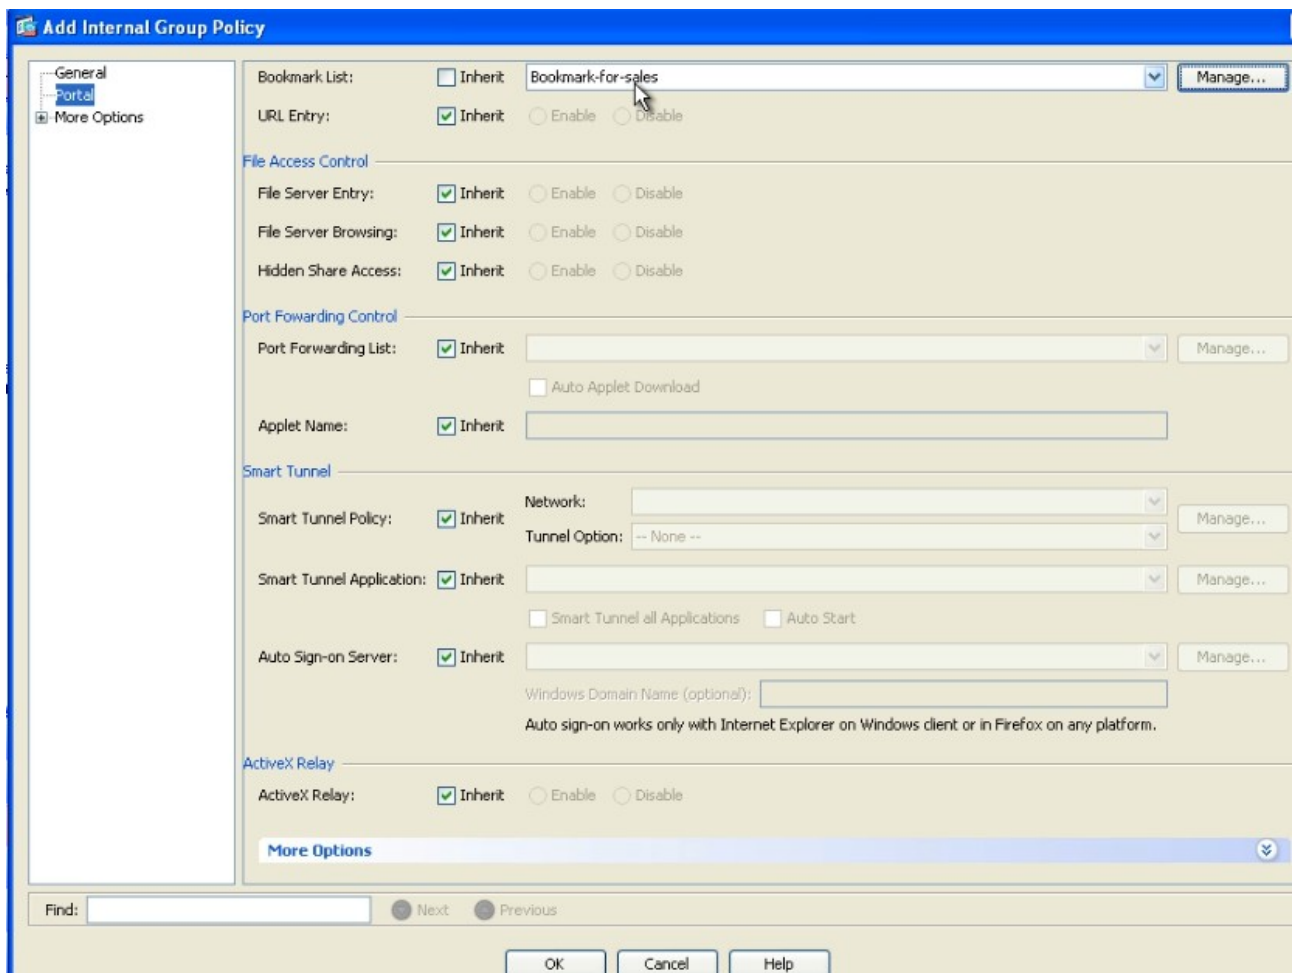 Add Internal Group Policy
General
Portal
More Options
Bookmark List: Inherit Bookmark-for-sales Manage...
URL Entry: Inherit Enable Disable
File Access Control
File Server Entry: Inherit Enable Disable
File Server Browsing: Inherit Enable Disable
Hidden Share Access: Inherit Enable Disable
Port Fowarding Control
Port Forwarding List: Inherit Manage...
Auto Applet Download
Applet Name: Inherit
Smart Tunnel
Smart Tunnel Policy: Inherit Network: Manage...
Tunnel Option: -- None --
Smart Tunnel Application: Inherit Manage...
Smart Tunnel all Applications Auto Start
Auto Sign-on Server: Inherit Manage...
Windows Domain Name (optional):
Auto sign-on works only with Internet Explorer on Windows client or in Firefox on any platform.
ActiveX Relay
ActiveX Relay: Inherit Enable Disable
More Options
Find: Next Previous
OK Cancel Help